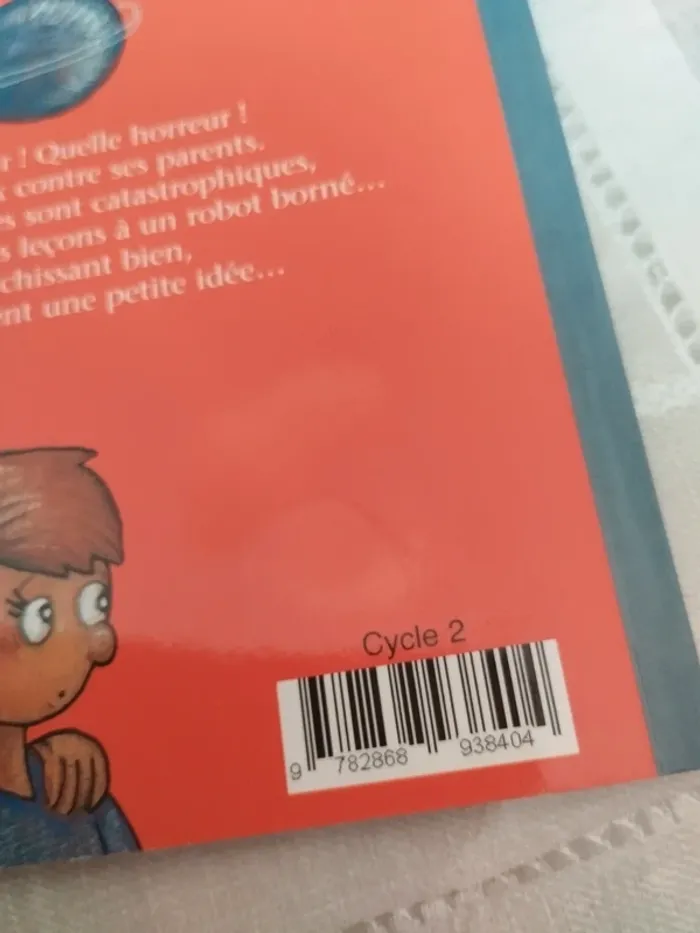 ! Quelle horreur !
contre ses parents.
sont catastrophiques,
leçons à un robot borné...
chissant bien,
nt une petite idée...
Cycle 2
9 782868 938404